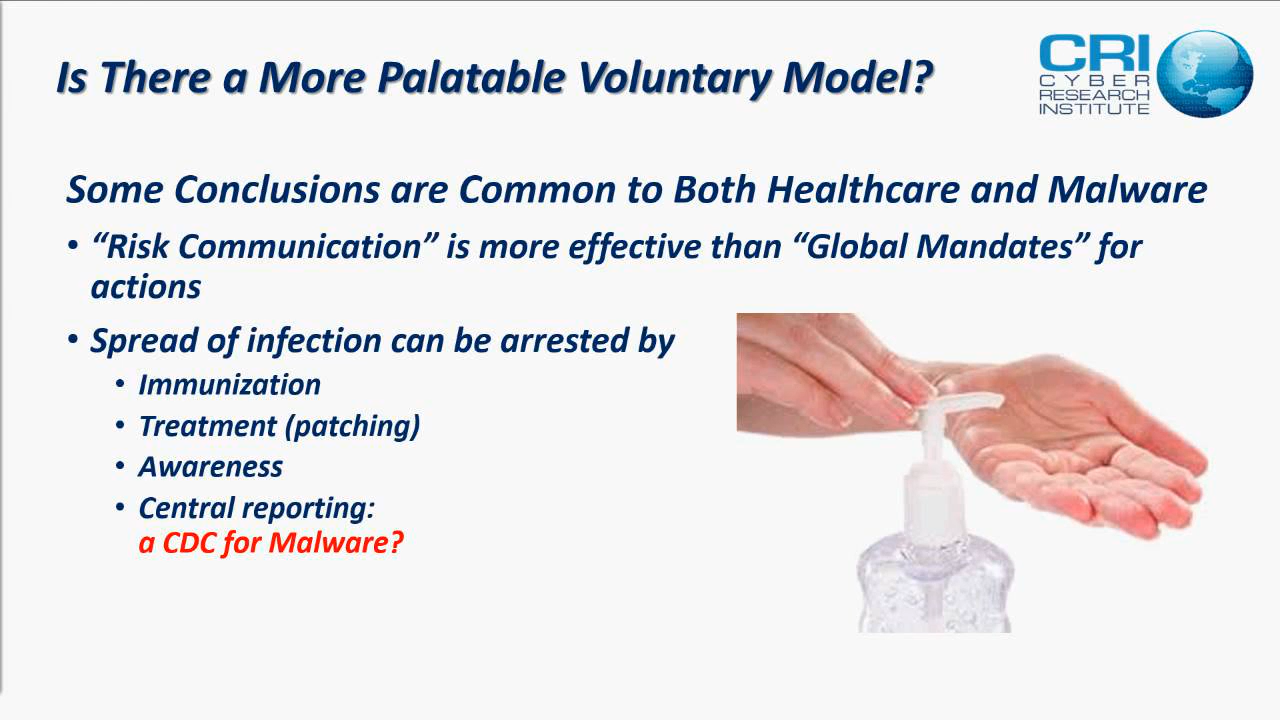 Is There a More Palatable Voluntary Model?
CRI
CYBER
RESEARCH
INSTITUTE
Some Conclusions are Common to Both Healthcare and Malware
• “Risk Communication” is more effective than “Global Mandates” for
actions
• Spread of infection can be arrested by
• Immunization
• Treatment (patching)
• Awareness
• Central reporting:
a CDC for Malware?